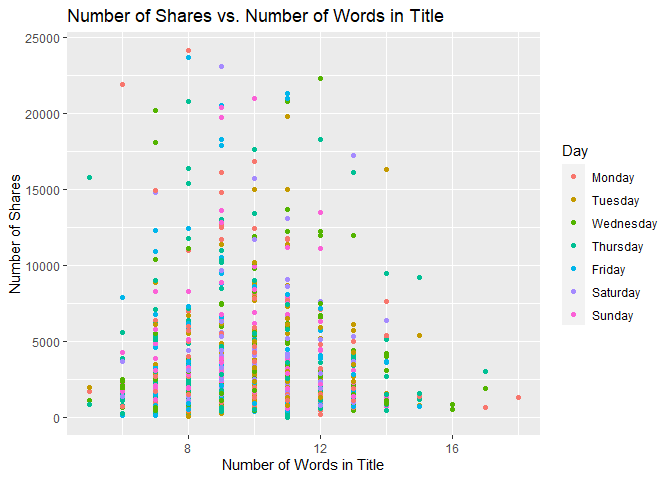 Number of Shares vs. Number of Words in Title
25000
20000
15000
10000
5000
0
Number of Shares
8
12
16
Number of Words in Title
Day
Monday
Tuesday
Wednesday
Thursday
Friday
Saturday
Sunday